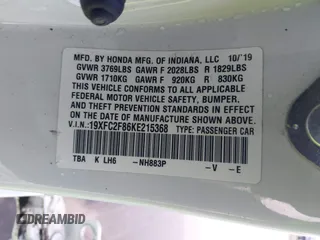 MFD. BY HONDA MFG. OF INDIANA, LLC 10/'19
GVWR 3769LBS GAWR F 2028LBS R 1829LBS
GVWR 1710KG GAWR F 920KG R 830KG
THIS VEHICLE CONFORMS TO ALL APPLICABLE
FEDERAL MOTOR VEHICLE SAFETY, BUMPER,
AND THEFT PREVENTION STANDARDS IN EFFECT
ON THE DATE OF MANUFACTURE SHOWN ABOVE.
V.I.N.:19XFC2F86KE215368 TYPE: PASSENGER CAR
TBA K LH6 -NH883P -V -E
DREAMBID